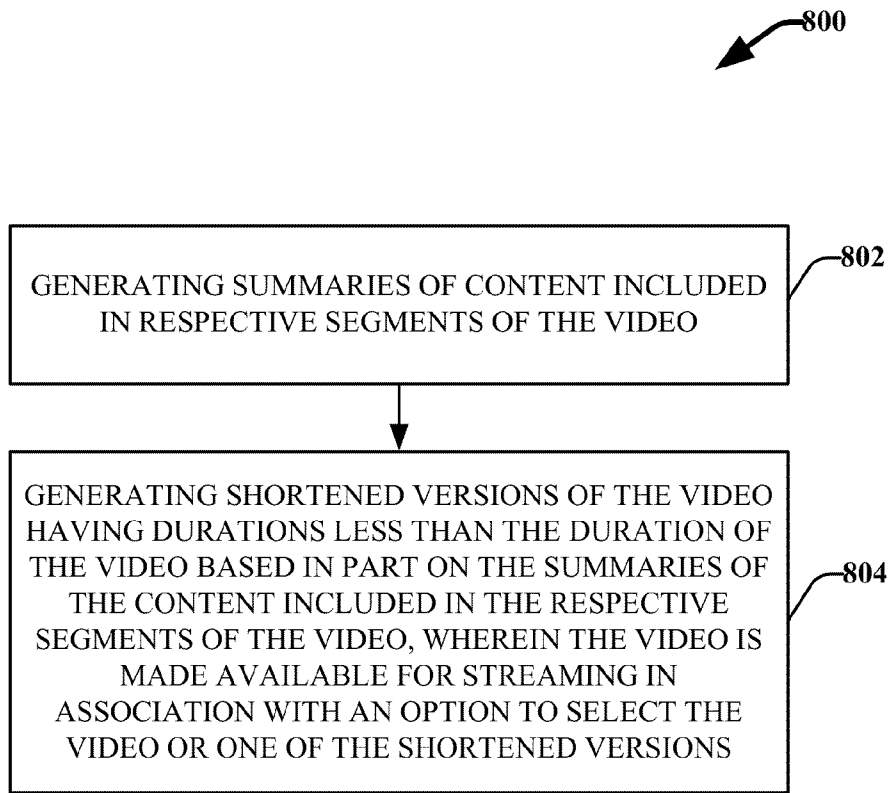 800
GENERATING SUMMARIES OF CONTENT INCLUDED
IN RESPECTIVE SEGMENTS OF THE VIDEO
802
GENERATING SHORTENED VERSIONS OF THE VIDEO
HAVING DURATIONS LESS THAN THE DURATION OF
THE VIDEO BASED IN PART ON THE SUMMARIES OF
THE CONTENT INCLUDED IN THE RESPECTIVE
SEGMENTS OF THE VIDEO, WHEREIN THE VIDEO IS
MADE AVAILABLE FOR STREAMING IN
ASSOCIATION WITH AN OPTION TO SELECT THE
VIDEO OR ONE OF THE SHORTENED VERSIONS
804